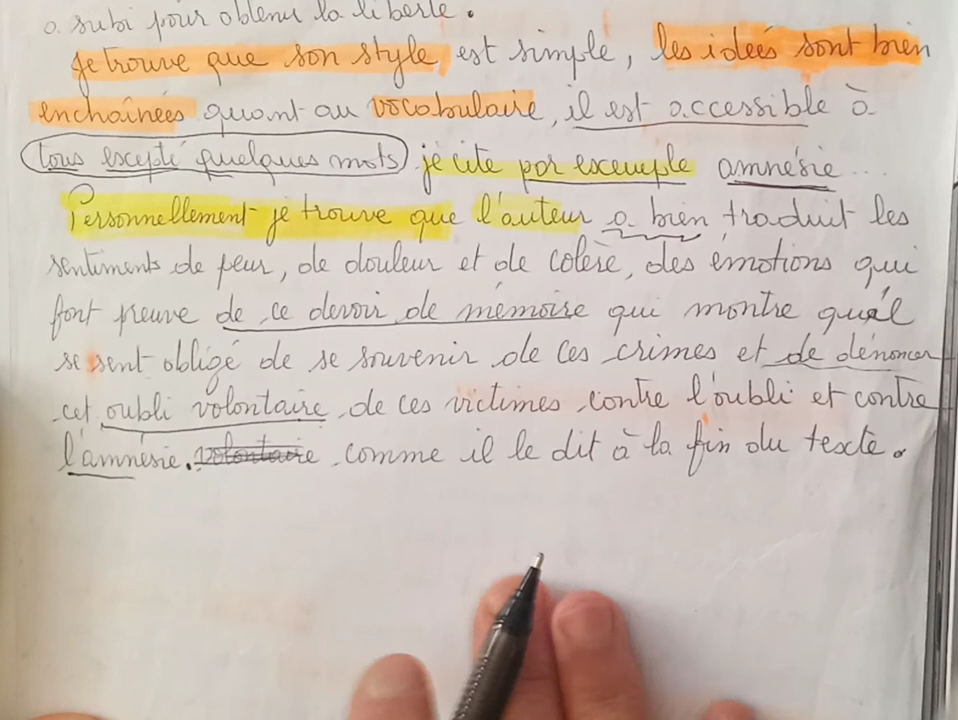 a subi pour obtenir la liberté.
Je trouve que son style, est simple, les ideés sont bien
enchaînées quant au vocabulaire, il est accessible à
tous excepté quelques mots je cite par exemple amnésie...
Personnellement je trouve que l'auteur a bien traduit les
sentiments de peur, de douleur et de colère, des émotions qui
font preuve de ce devoir de mémoire qui montre qu'il
se sent obligé de se souvenir de ces crimes et de dénoncer
cet oubli volontaire de ces victimes contre l'oubli et contre
l'amnésie. volontaire comme il le dit à la fin du texte.